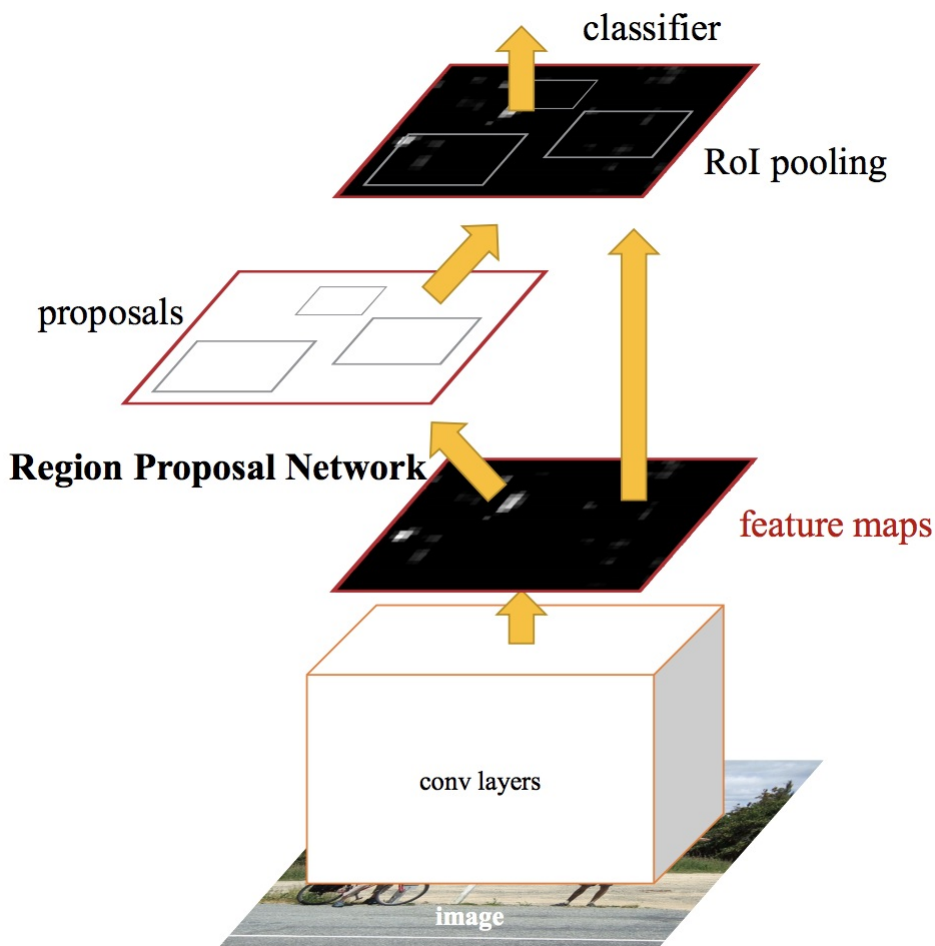 classifier
RoI pooling
proposals
Region Proposal Network
feature maps
conv layers
image